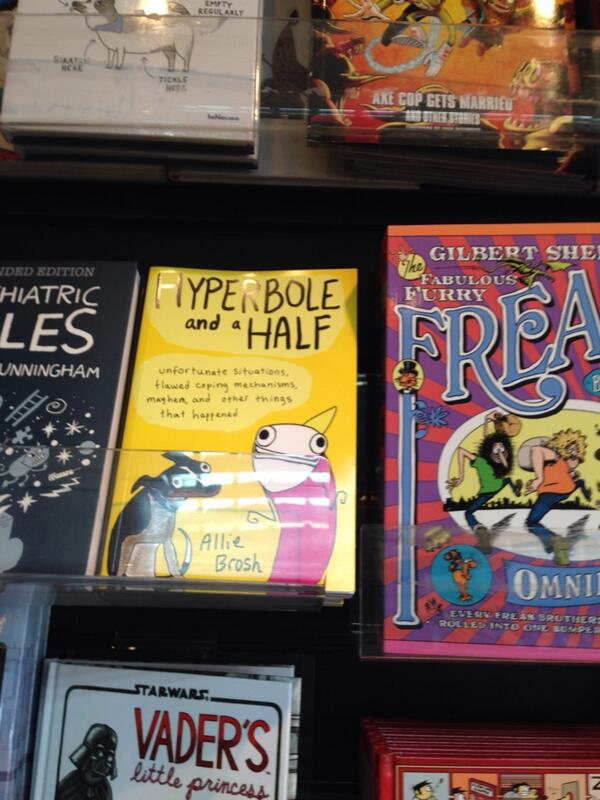 EMPTY
REGULARLY
SCRATCH
HERE
TICKLE
HERE
teNeues
AXE COP GETS MARRIED
AND OTHER STORIES
NDED EDITION
HIATRIC
LES
UNNINGHAM
HYPERBOLE
and a HALF
unfortunate situations,
flawed coping mechanisms,
mayhem, and other things
that happened
Allie
Brosh
GILBERT SHE
The
FABULOUS
FURRY
FREA
OMNI
EVERY FREAK BROTHERS
ROLLED INTO ONE BUMPER
STAR WARS
VADER'S
little princess